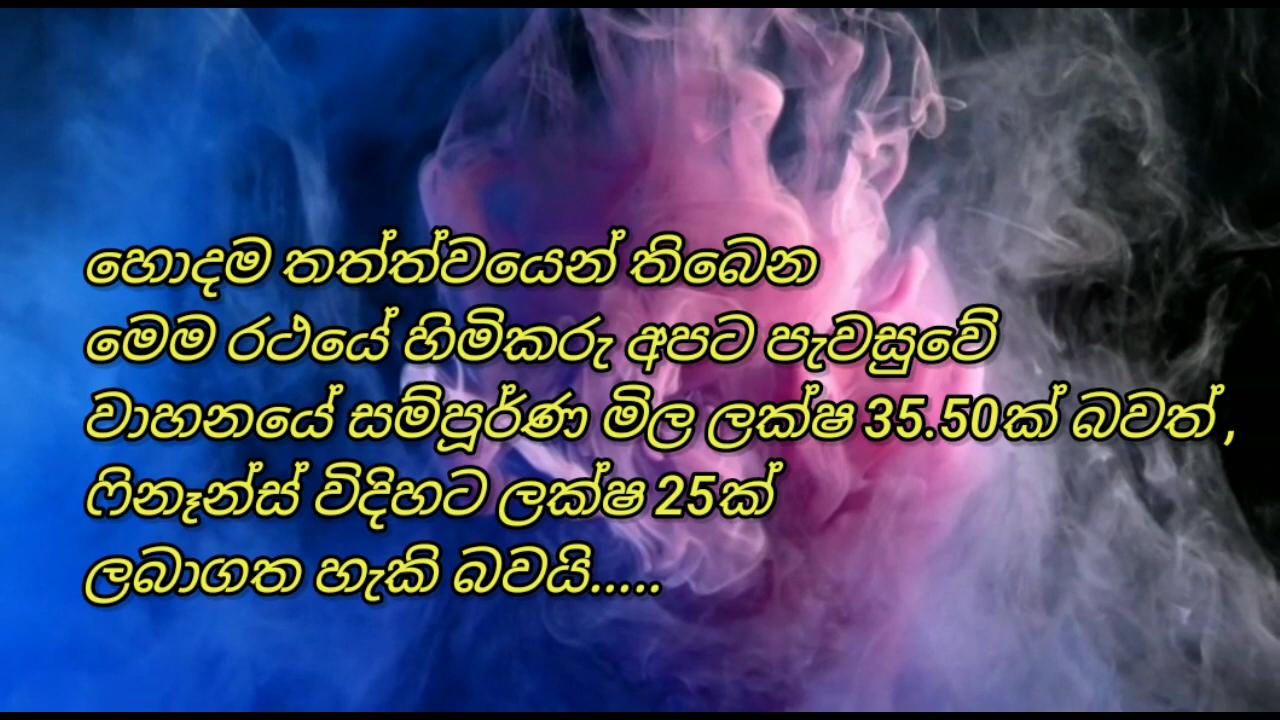 හොදම තත්ත්වයෙන් තිබෙන
මෙම රථයේ හිමිකරු අපට පැවසුවේ
වාහනයේ සම්පූර්ණ මිල ලක්ෂ 35.50ක් බවත් ,
ෆිනෑන්ස් විදිහට ලක්ෂ 25ක්
ලබාගත හැකි බවයි.....